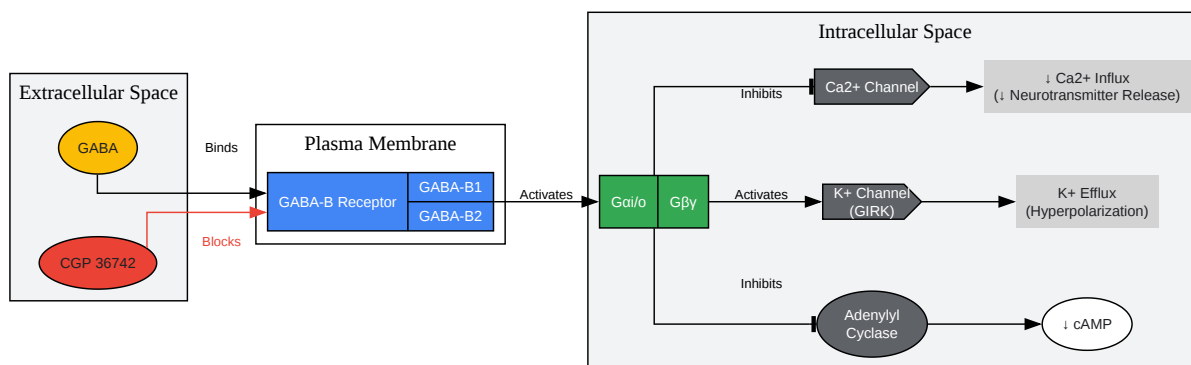 Extracellular Space
GABA
CGP 36742
Binds
Blocks
Plasma Membrane
GABA-B Receptor
GABA-B1
GABA-B2
Activates
Intracellular Space
Gαi/o
Gβγ
Inhibits
Ca2+ Channel
↓ Ca2+ Influx
(↓ Neurotransmitter Release)
Activates
K+ Channel
(GIRK)
K+ Efflux
(Hyperpolarization)
Inhibits
Adenylyl
Cyclase
↓ cAMP